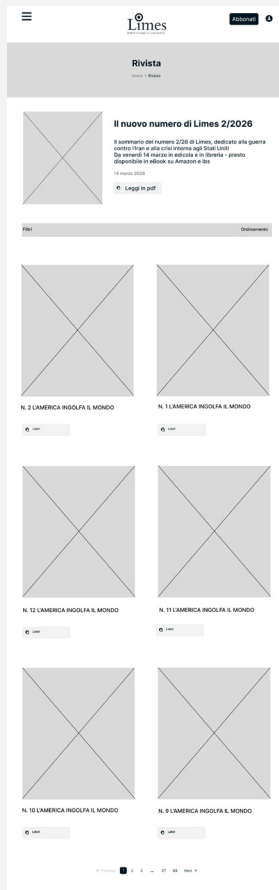 Limes
Abbonati
Rivista
Home > Rivista
Il nuovo numero di Limes 2/2026
Il sommario del numero 2/26 di Limes, dedicato alla guerra
contro l'Iran e alla crisi interna agli Stati Uniti
Da venerdì 14 marzo in edicola e in libreria - presto
disponibile in eBook su Amazon e Ibs
14 marzo 2026
Leggi in pdf
Filtri
Ordinamento
N. 2 L'AMERICA INGOLFA IL MONDO
N. 1 L'AMERICA INGOLFA IL MONDO
Label
Label
N. 12 L'AMERICA INGOLFA IL MONDO
N. 11 L'AMERICA INGOLFA IL MONDO
Label
Label
N. 10 L'AMERICA INGOLFA IL MONDO
N. 9 L'AMERICA INGOLFA IL MONDO
Label
Label
1 2 3 ... 67 68 Next →